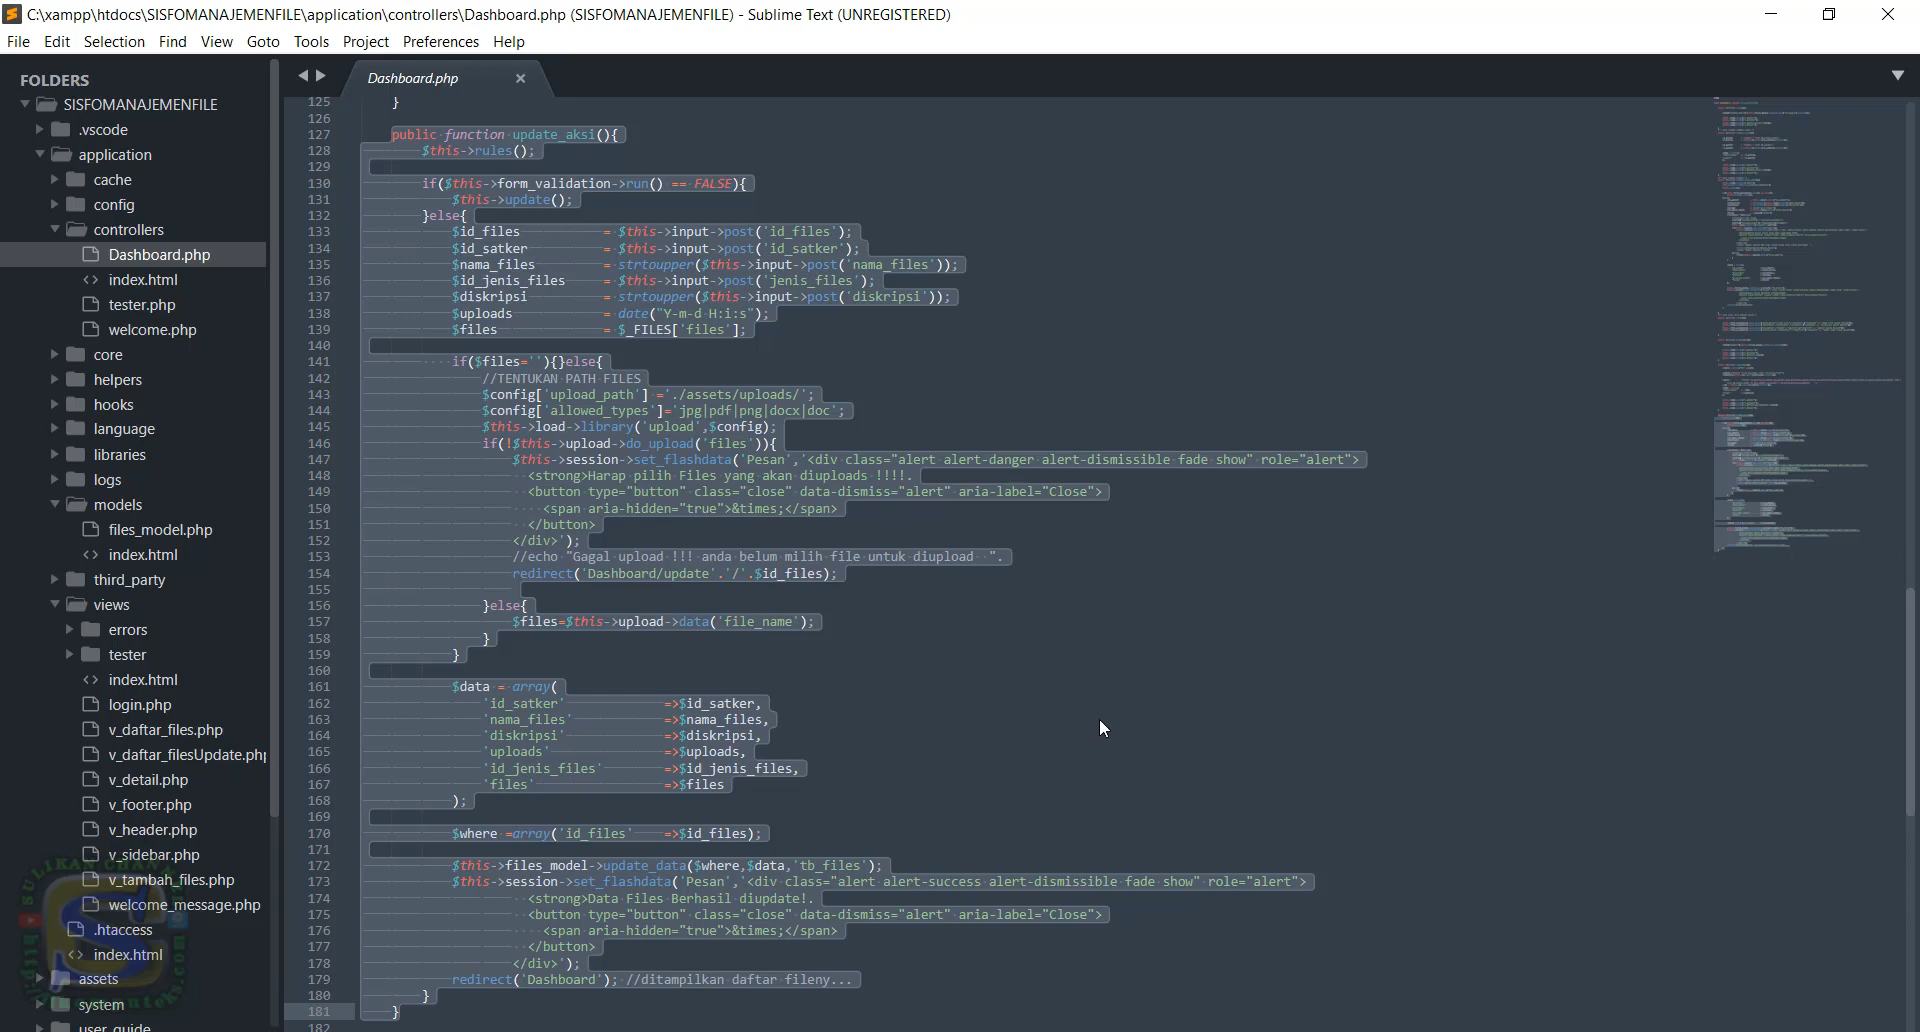 C:\xampp\htdocs\SISFOMANAJEMENFILE\application\controllers\Dashboard.php (SISFOMANAJEMENFILE) - Sublime Text (UNREGISTERED)
File Edit Selection Find View Goto Tools Project Preferences Help
FOLDERS
SISFOMANAJEMENFILE
.vscode
application
cache
config
controllers
Dashboard.php
index.html
tester.php
welcome.php
core
helpers
hooks
language
libraries
logs
models
files_model.php
index.html
third_party
views
errors
tester
index.html
login.php
v_daftar_files.php
v_daftar_filesUpdate.php
v_detail.php
v_footer.php
v_header.php
v_sidebar.php
v_tambah_files.php
welcome_message.php
.htaccess
index.html
assets
system
user_guide
Dashboard.php
125 }
126
127 public function update_aksi(){
128 $this->rules();
129
130 if($this->form_validation->run() == FALSE){
131 $this->update();
132 }else{
133 $id_files = $this->input->post('id_files');
134 $id_satker = $this->input->post('id_satker');
135 $nama_files = strtoupper($this->input->post('nama_files'));
136 $id_jenis_files = $this->input->post('jenis_files');
137 $diskripsi = strtoupper($this->input->post('diskripsi'));
138 $uploads = date("Y-m-d H:i:s");
139 $files = $_FILES['files'];
140
141 if($files=''){}else{
142 //TENTUKAN PATH FILES
143 $config['upload_path'] ='./assets/uploads/';
144 $config['allowed_types']='jpg|pdf|png|docx|doc';
145 $this->load->library('upload',$config);
146 if(!$this->upload->do_upload('files')){
147 $this->session->set_flashdata('Pesan','<div class="alert alert-danger alert-dismissible fade show" role="alert">
148 <strong>Harap pilih Files yang akan diuploads !!!!.
149 <button type="button" class="close" data-dismiss="alert" aria-label="Close">
150 <span aria-hidden="true">&times;</span>
151 </button>
152 </div>');
153 //echo "Gagal upload !!! anda belum milih file untuk diupload  ".
154 redirect('Dashboard/update'.'/'.$id_files);
155
156 }else{
157 $files=$this->upload->data('file_name');
158 }
159 }
160
161 $data = array(
162 'id_satker' =>$id_satker,
163 'nama_files' =>$nama_files,
164 'diskripsi' =>$diskripsi,
165 'uploads' =>$uploads,
166 'id_jenis_files' =>$id_jenis_files,
167 'files' =>$files
168 );
169
170 $where =array('id_files' =>$id_files);
171
172 $this->files_model->update_data($where,$data,'tb_files');
173 $this->session->set_flashdata('Pesan','<div class="alert alert-success alert-dismissible fade show" role="alert">
174 <strong>Data Files Berhasil diupdate!.
175 <button type="button" class="close" data-dismiss="alert" aria-label="Close">
176 <span aria-hidden="true">&times;</span>
177 </button>
178 </div>');
179 redirect('Dashboard'); //ditampilkan daftar fileny...
180 }
181 }
182